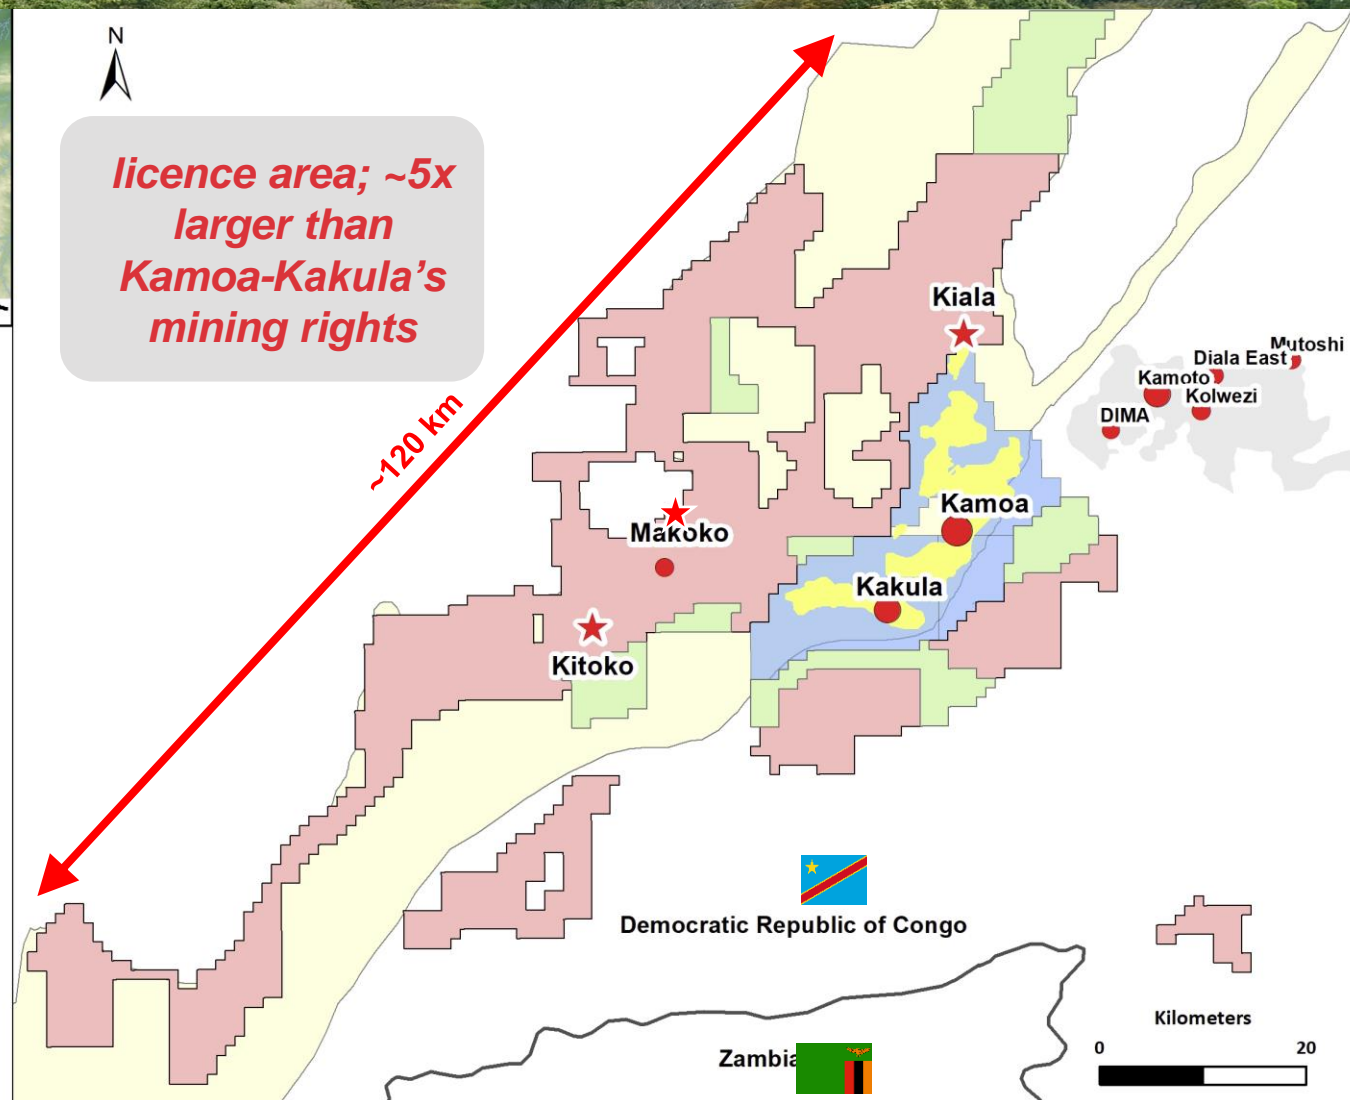 N
licence area; ~5x
larger than
Kamoa-Kakula’s
mining rights
~120 km
Kiala
Mutoshi
Diala East
Kamoto
Kolwezi
DIMA
Kamoa
Makoko
Kakula
Kitoko
Democratic Republic of Congo
Zambia
Kilometers
0 20